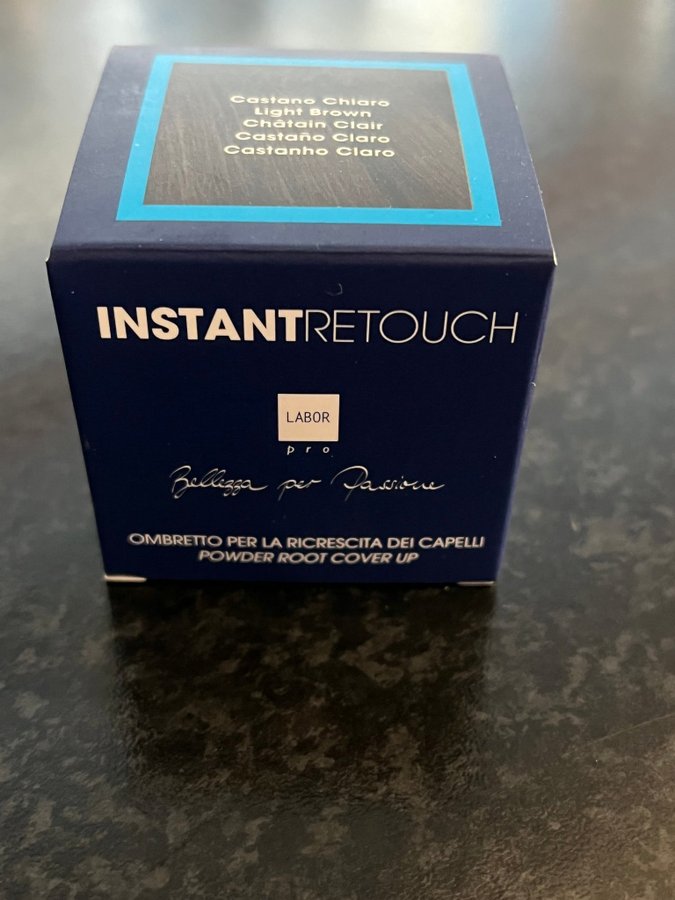 Castano Chiaro
Light Brown
Châtain Clair
Castaño Claro
Castanho Claro
INSTANTRETOUCH
LABOR
pro
Bellezza per Passione
OMBRETTO PER LA RICRESCITA DEI CAPELLI
POWDER ROOT COVER UP